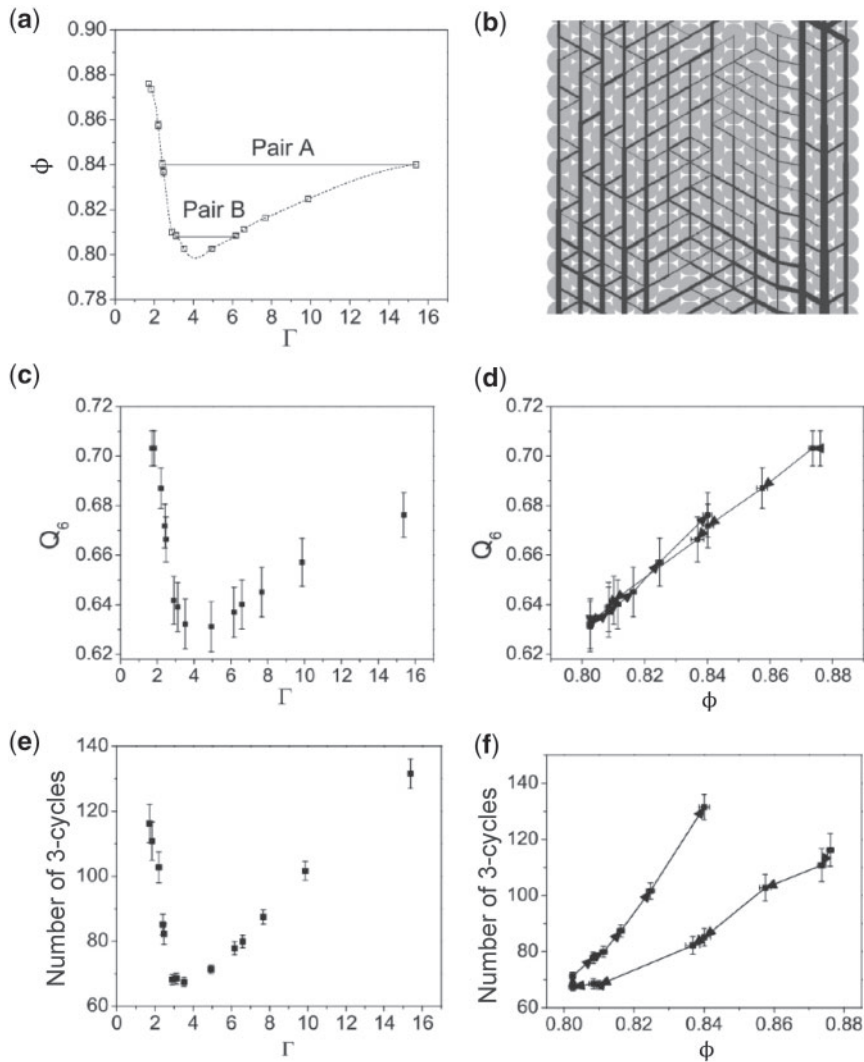 (a)
0.90
0.88
0.86
0.84
0.82
0.80
0.78
ϕ
Pair A
Pair B
0 2 4 6 8 10 12 14 16
Γ
(b)
(c)
0.72
0.70
0.68
0.66
0.64
0.62
Q6
0 2 4 6 8 10 12 14 16
Γ
(d)
0.72
0.70
0.68
0.66
0.64
0.62
Q6
0.80 0.82 0.84 0.86 0.88
ϕ
(e)
140
120
100
80
60
Number of 3-cycles
0 2 4 6 8 10 12 14 16
Γ
(f)
140
120
100
80
60
Number of 3-cycles
0.80 0.82 0.84 0.86 0.88
ϕ